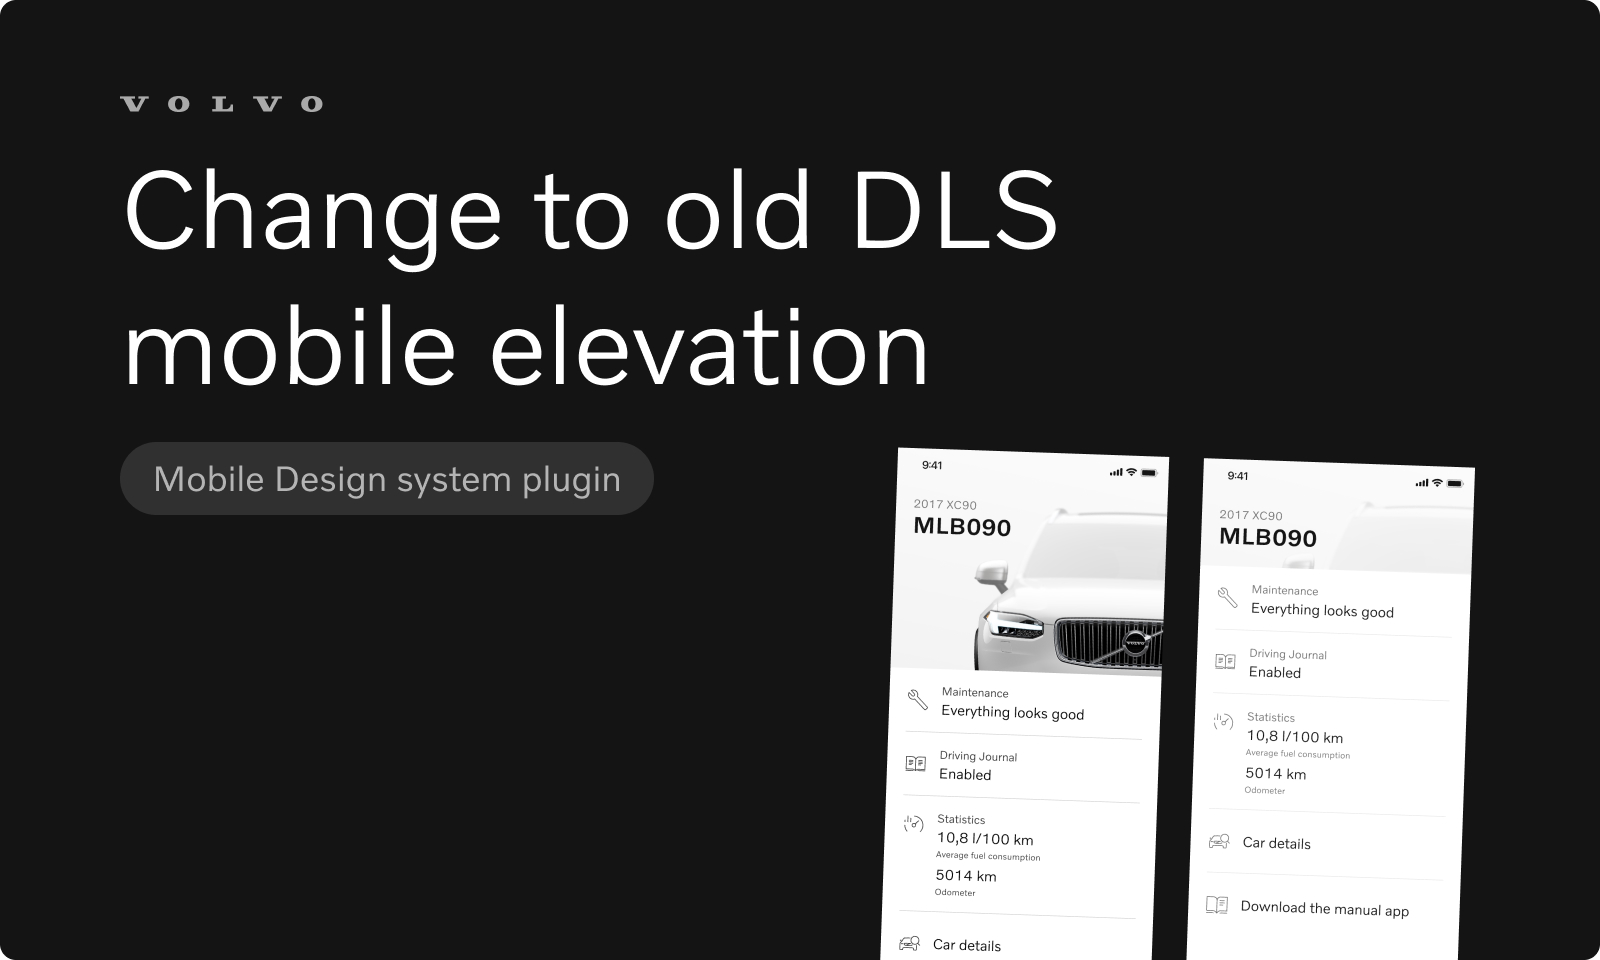 VOLVO
Change to old DLS
mobile elevation
Mobile Design system plugin
9:41
2017 XC90
MLB090
VOLVO
Maintenance
Everything looks good
Driving Journal
Enabled
Statistics
10,8 l/100 km
Average fuel consumption
5014 km
Odometer
Car details
9:41
2017 XC90
MLB090
Maintenance
Everything looks good
Driving Journal
Enabled
Statistics
10,8 l/100 km
Average fuel consumption
5014 km
Odometer
Car details
Download the manual app